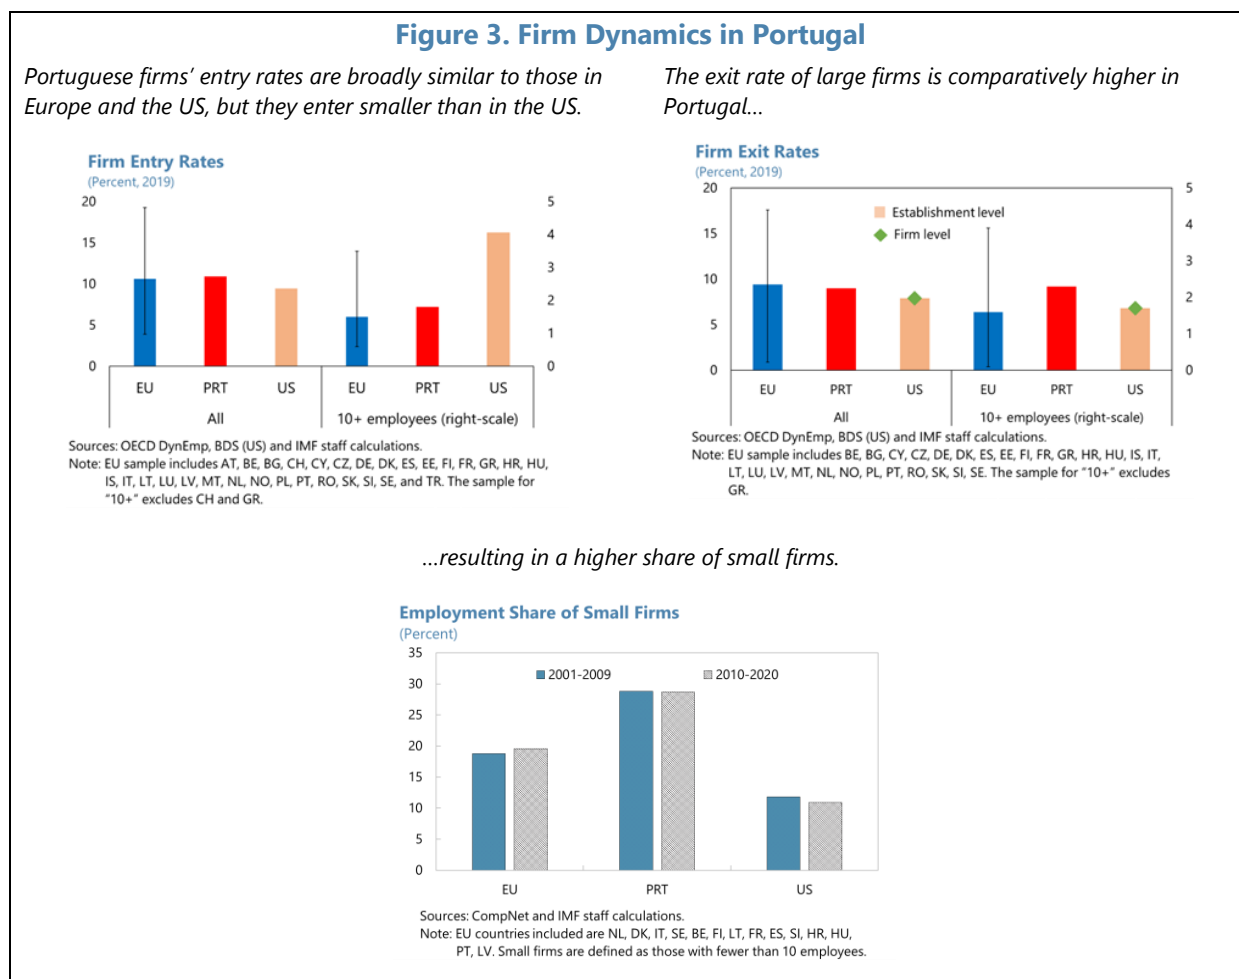 Figure 3. Firm Dynamics in Portugal
Portuguese firms’ entry rates are broadly similar to those in
Europe and the US, but they enter smaller than in the US.
Firm Entry Rates
(Percent, 2019)
20
15
10
5
0
5
4
3
2
1
0
EU PRT US EU PRT US
All 10+ employees (right-scale)
Sources: OECD DynEmp, BDS (US) and IMF staff calculations.
Note: EU sample includes AT, BE, BG, CH, CY, CZ, DE, DK, ES, EE, FI, FR, GR, HR, HU,
IS, IT, LT, LU, LV, MT, NL, NO, PL, PT, RO, SK, SI, SE, and TR. The sample for
“10+” excludes CH and GR.
The exit rate of large firms is comparatively higher in
Portugal…
Firm Exit Rates
(Percent, 2019)
20
15
10
5
0
5
4
3
2
1
0
Establishment level
Firm level
EU PRT US EU PRT US
All 10+ employees (right-scale)
Sources: OECD DynEmp, BDS (US) and IMF staff calculations.
Note: EU sample includes BE, BG, CY, CZ, DE, DK, ES, EE, FI, FR, GR, HR, HU, IS, IT,
LT, LU, LV, MT, NL, NO, PL, PT, RO, SK, SI, SE. The sample for “10+” excludes
GR.
…resulting in a higher share of small firms.
Employment Share of Small Firms
(Percent)
35
30
25
20
15
10
5
0
2001-2009 2010-2020
EU PRT US
Sources: CompNet and IMF staff calculations.
Note: EU countries included are NL, DK, IT, SE, BE, FI, LT, FR, ES, SI, HR, HU,
PT, LV. Small firms are defined as those with fewer than 10 employees.